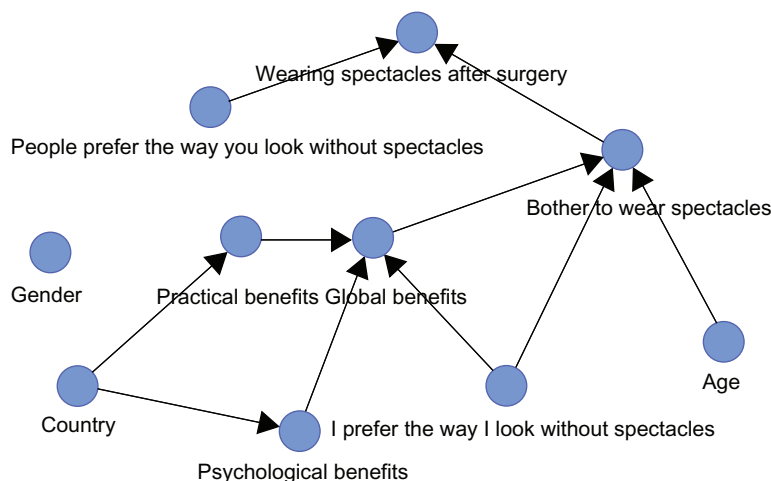 Wearing spectacles after surgery
People prefer the way you look without spectacles
Bother to wear spectacles
Gender
Practical benefits
Global benefits
Age
Country
I prefer the way I look without spectacles
Psychological benefits